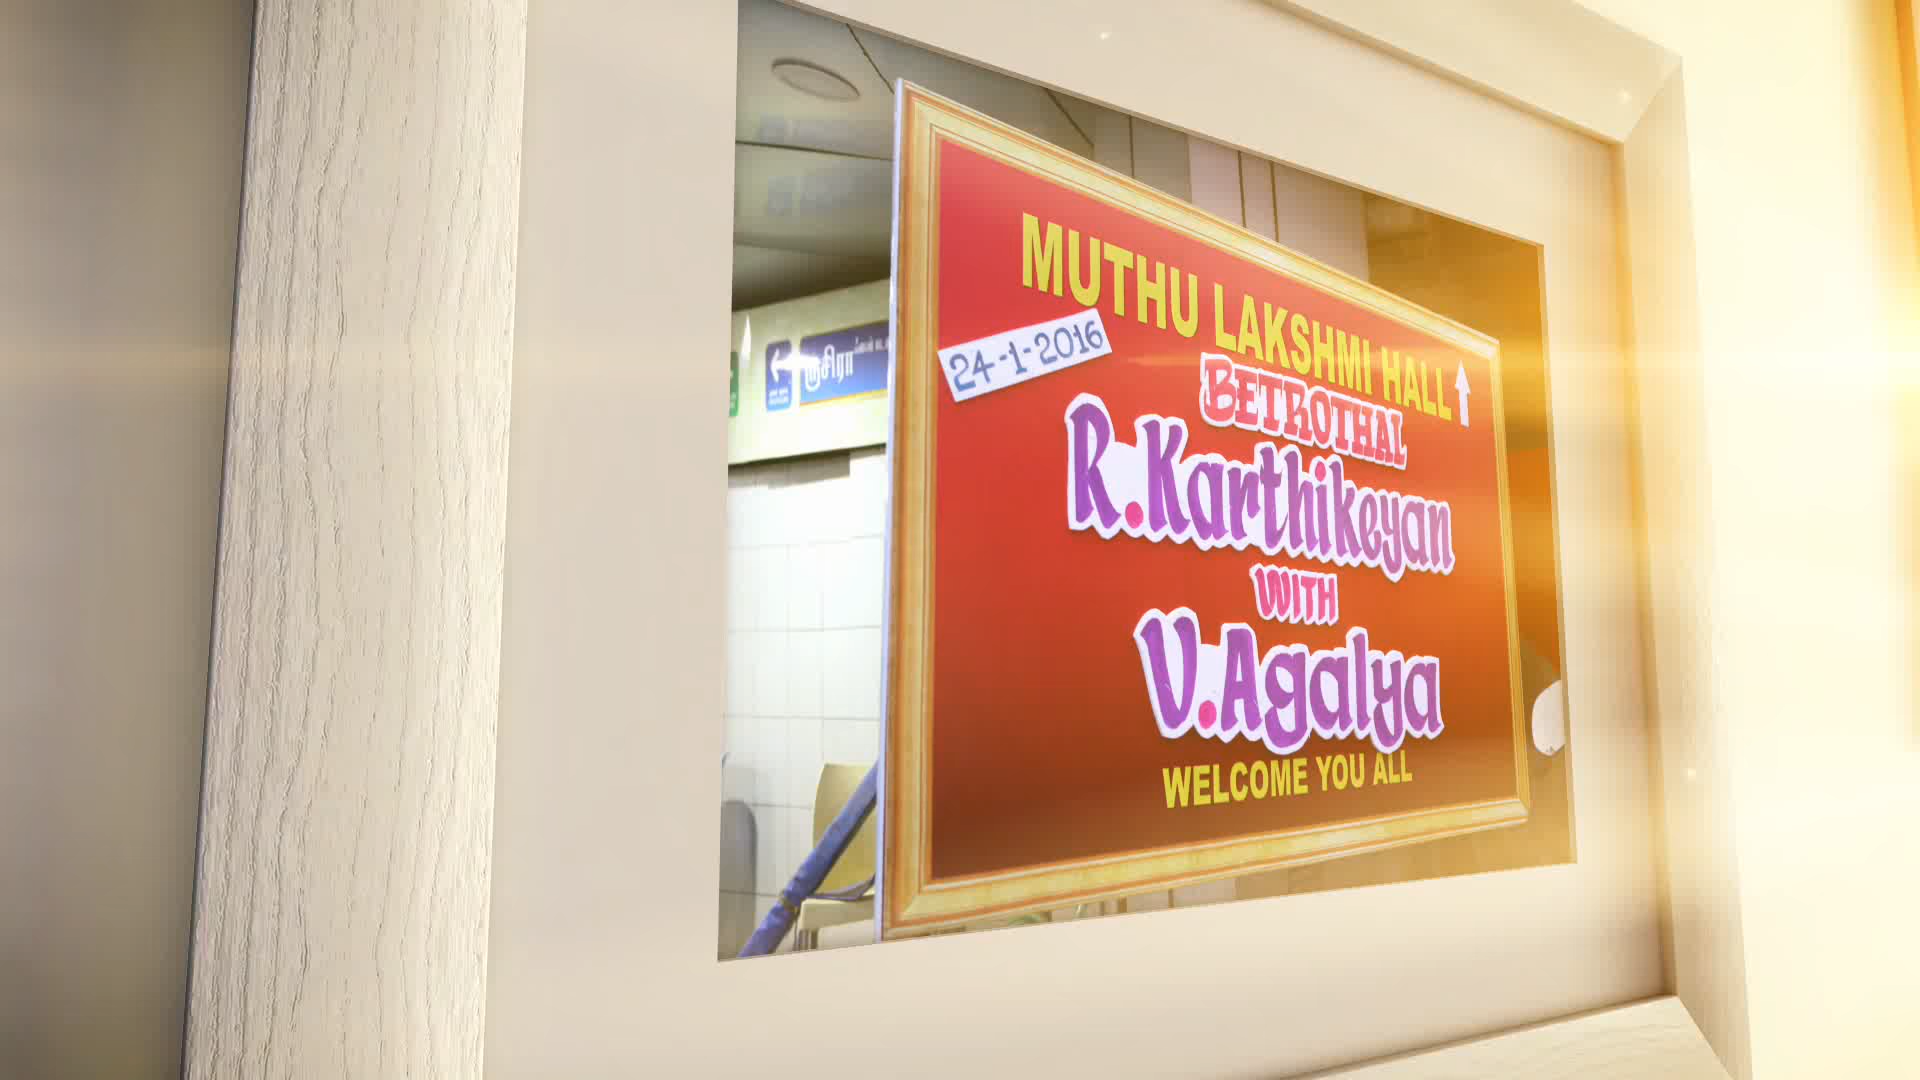 MUTHU LAKSHMI HALL
24-1-2016
BETROTHAL
R.Karthikeyan
WITH
V.Agalya
WELCOME YOU ALL